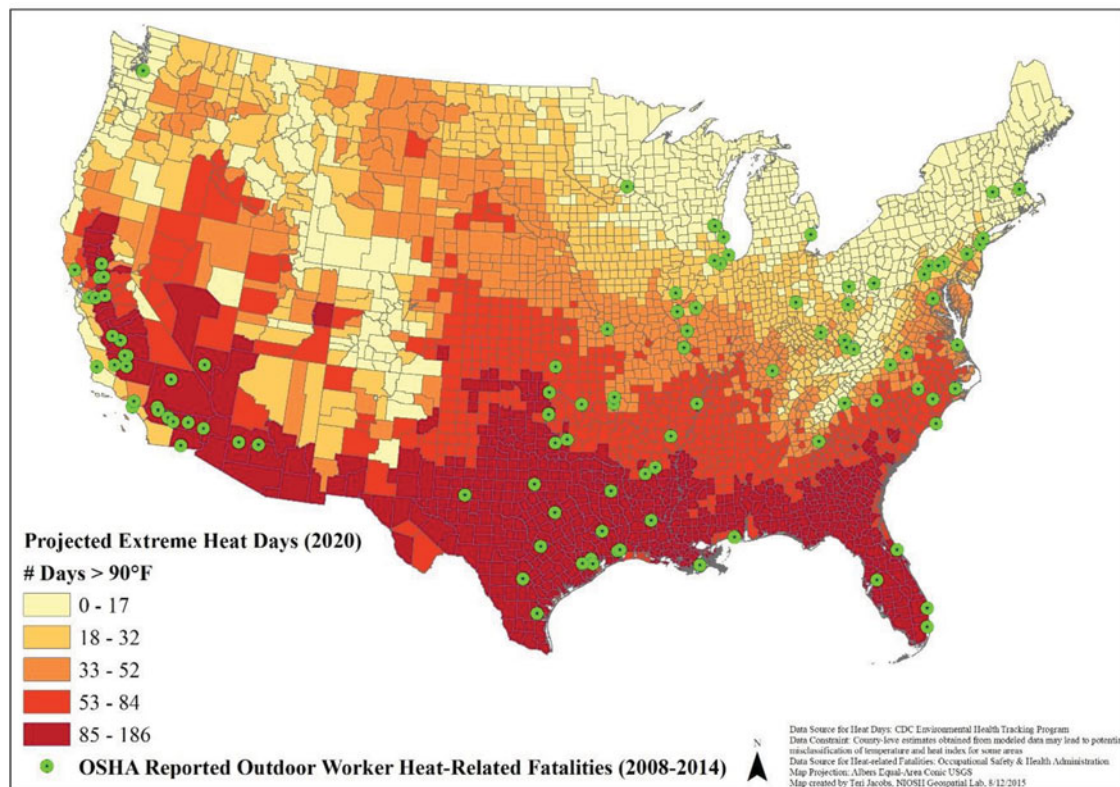 Projected Extreme Heat Days (2020)
# Days > 90°F
0 - 17
18 - 32
33 - 52
53 - 84
85 - 186
OSHA Reported Outdoor Worker Heat-Related Fatalities (2008-2014)
N
Data Source for Heat Days: CDC Environmental Health Tracking Program
Data Constraint: County-leve estimates obtained from modeled data may lead to potenti
misclassification of temperature and heat index for some areas
Data Source for Heat-related Fatalities: Occupational Safety & Health Administration
Map Projection: Albers Equal-Area Conic USGS
Map created by Teri Jacobs, NIOSH Geospatial Lab, 8/12/2015